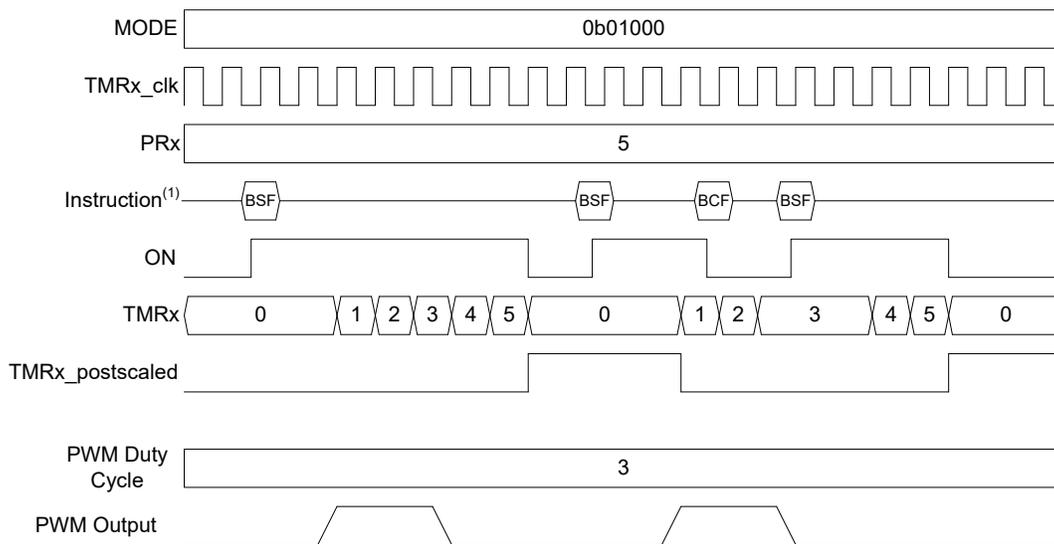 MODE 0b01000
TMRx_clk
PRx 5
Instruction(1) BSF BSF BCF BSF
ON
TMRx 0 1 2 3 4 5 0 1 2 3 4 5 0
TMRx_postscaled
PWM Duty
Cycle 3
PWM Output